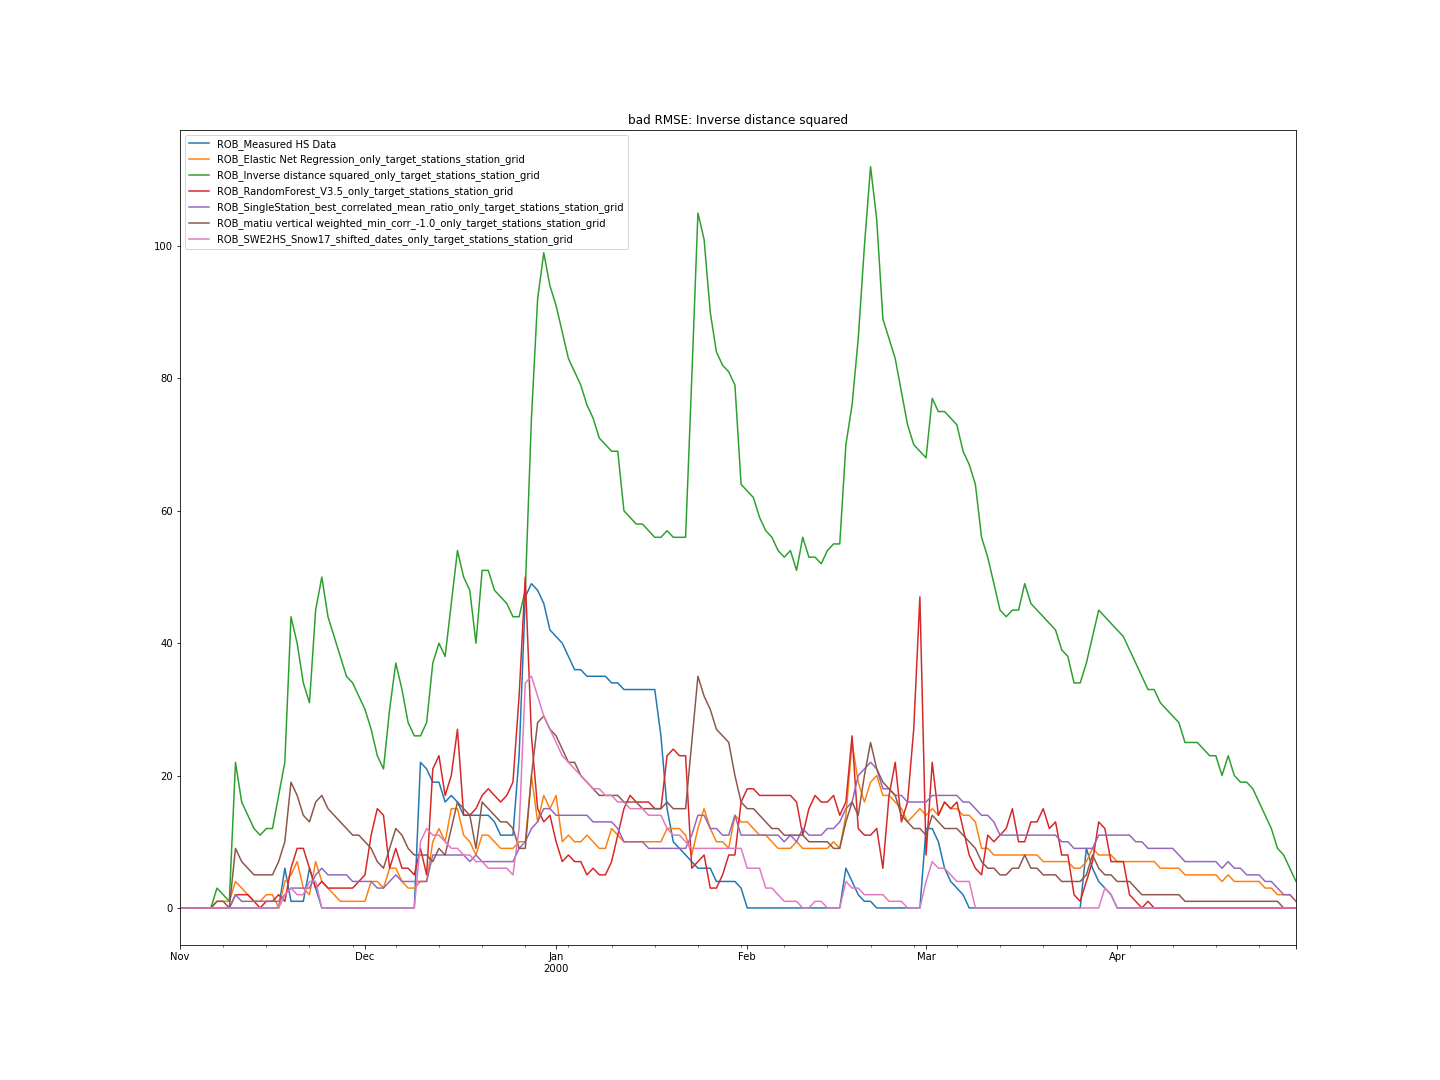 bad RMSE: Inverse distance squared
ROB_Measured HS Data
ROB_Elastic Net Regression_only_target_stations_station_grid
ROB_Inverse distance squared_only_target_stations_station_grid
ROB_RandomForest_V3.5_only_target_stations_station_grid
ROB_SingleStation_best_correlated_mean_ratio_only_target_stations_station_grid
ROB_matiu vertical weighted_min_corr_-1.0_only_target_stations_station_grid
ROB_SWE2HS_Snow17_shifted_dates_only_target_stations_station_grid
100
80
60
40
20
0
Nov Dec Jan Feb Mar Apr
2000